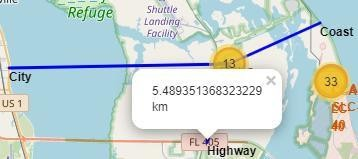 Refuge
Shuttle
Landing
Facility
Coast
13
City
5.489351368323229
km
×
33
US 1
FL 405
40
Highway